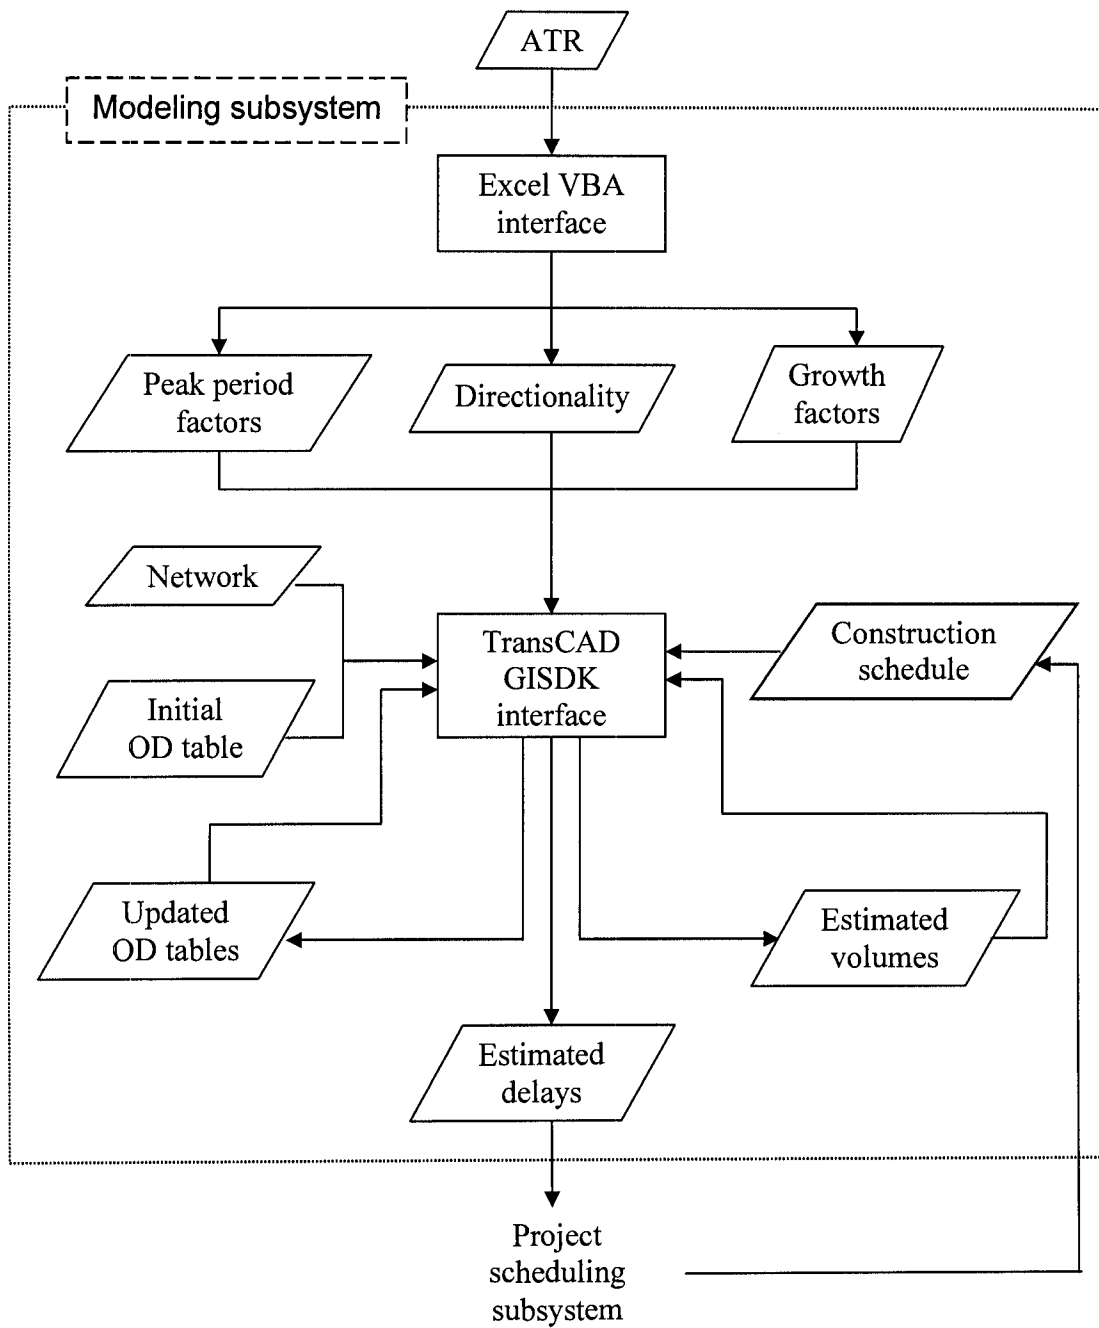 ATR
Modeling subsystem
Excel VBA
interface
Peak period
factors
Directionality
Growth
factors
Network
Initial
OD table
TransCAD
GISDK
interface
Construction
schedule
Updated
OD tables
Estimated
volumes
Estimated
delays
Project
scheduling
subsystem